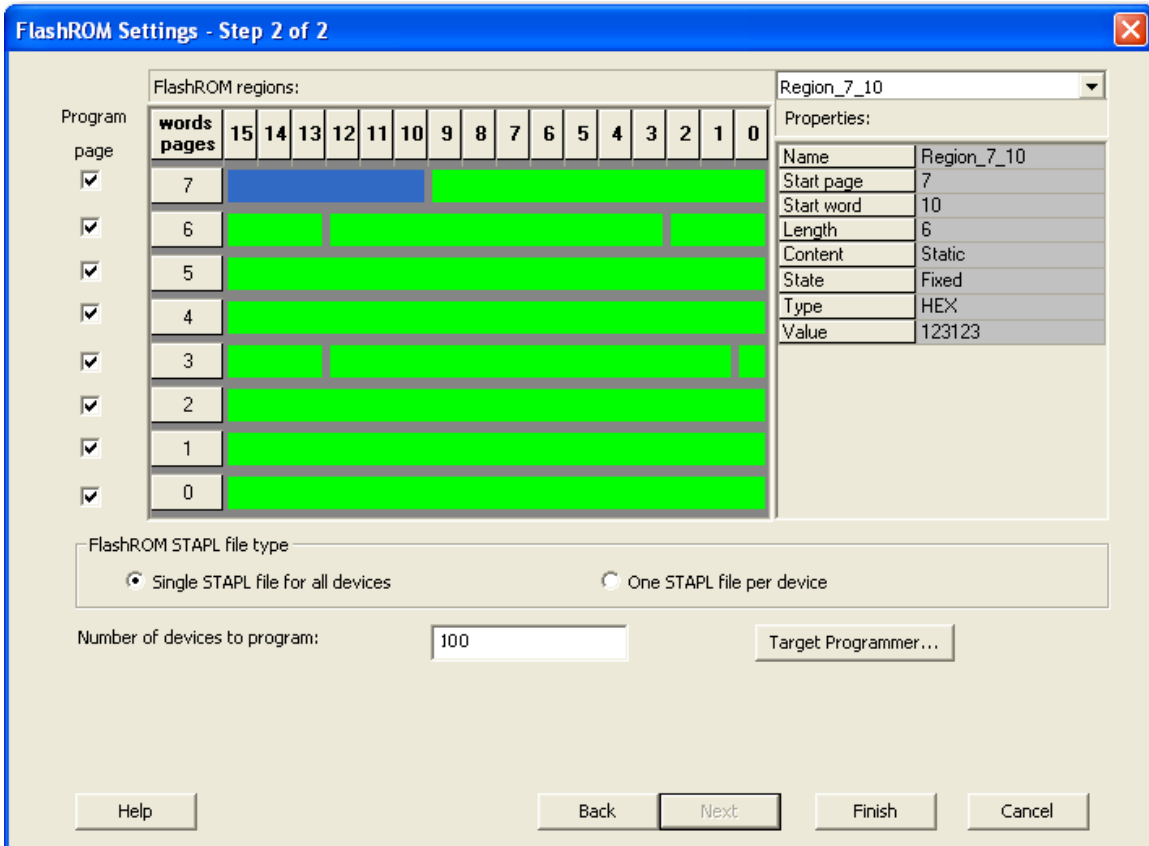 FlashROM Settings - Step 2 of 2
FlashROM regions:
Region_7_10
Program page
words pages 15 14 13 12 11 10 9 8 7 6 5 4 3 2 1 0
Properties:
7
6
5
4
3
2
1
0
Name Region_7_10
Start page 7
Start word 10
Length 6
Content Static
State Fixed
Type HEX
Value 123123
FlashROM STAPL file type
Single STAPL file for all devices One STAPL file per device
Number of devices to program: 100 Target Programmer...
Help Back Next Finish Cancel